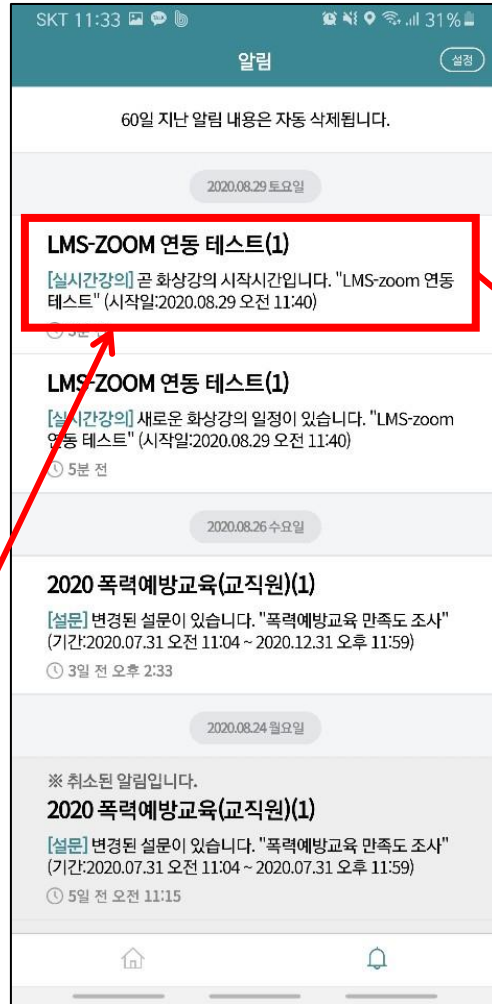 SKT 11:33 31%
알림
설정
60일 지난 알림 내용은 자동 삭제됩니다.
2020.08.29 토요일
LMS-ZOOM 연동 테스트(1)
[실시간강의] 곧 화상강의 시작시간입니다. "LMS-zoom 연동
테스트" (시작일:2020.08.29 오전 11:40)
LMS-ZOOM 연동 테스트(1)
[실시간강의] 새로운 화상강의 일정이 있습니다. "LMS-zoom
연동 테스트" (시작일:2020.08.29 오전 11:40)
5분 전
2020.08.26 수요일
2020 폭력예방교육(교직원)(1)
[설문] 변경된 설문이 있습니다. "폭력예방교육 만족도 조사"
(기간:2020.07.31 오전 11:04 ~ 2020.12.31 오후 11:59)
3일 전 오후 2:33
2020.08.24 월요일
※ 취소된 알림입니다.
2020 폭력예방교육(교직원)(1)
[설문] 변경된 설문이 있습니다. "폭력예방교육 만족도 조사"
(기간:2020.07.31 오전 11:04 ~ 2020.07.31 오후 11:59)
5일 전 오전 11:15